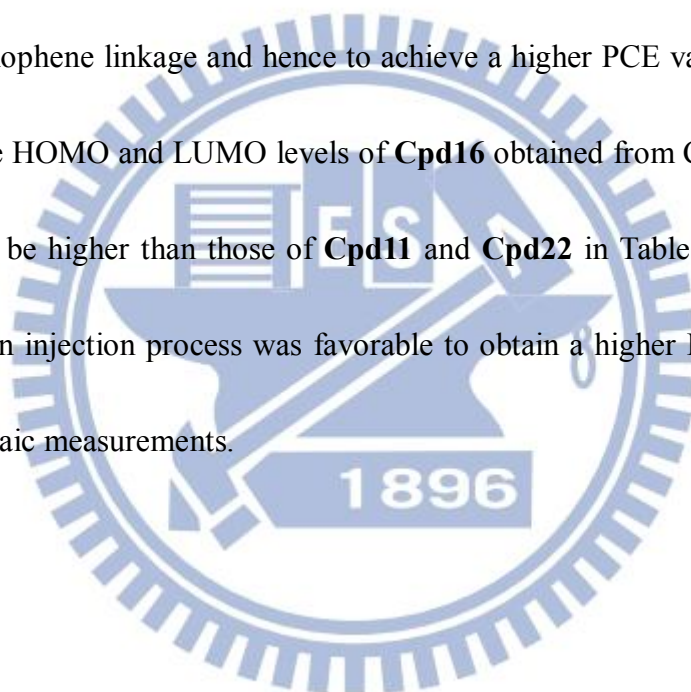 ophene linkage and hence to achieve a higher PCE va
HOMO and LUMO levels of Cpd16 obtained from
be higher than those of Cpd11 and Cpd22 in Table
n injection process was favorable to obtain a higher
aic measurements.
ES
1896